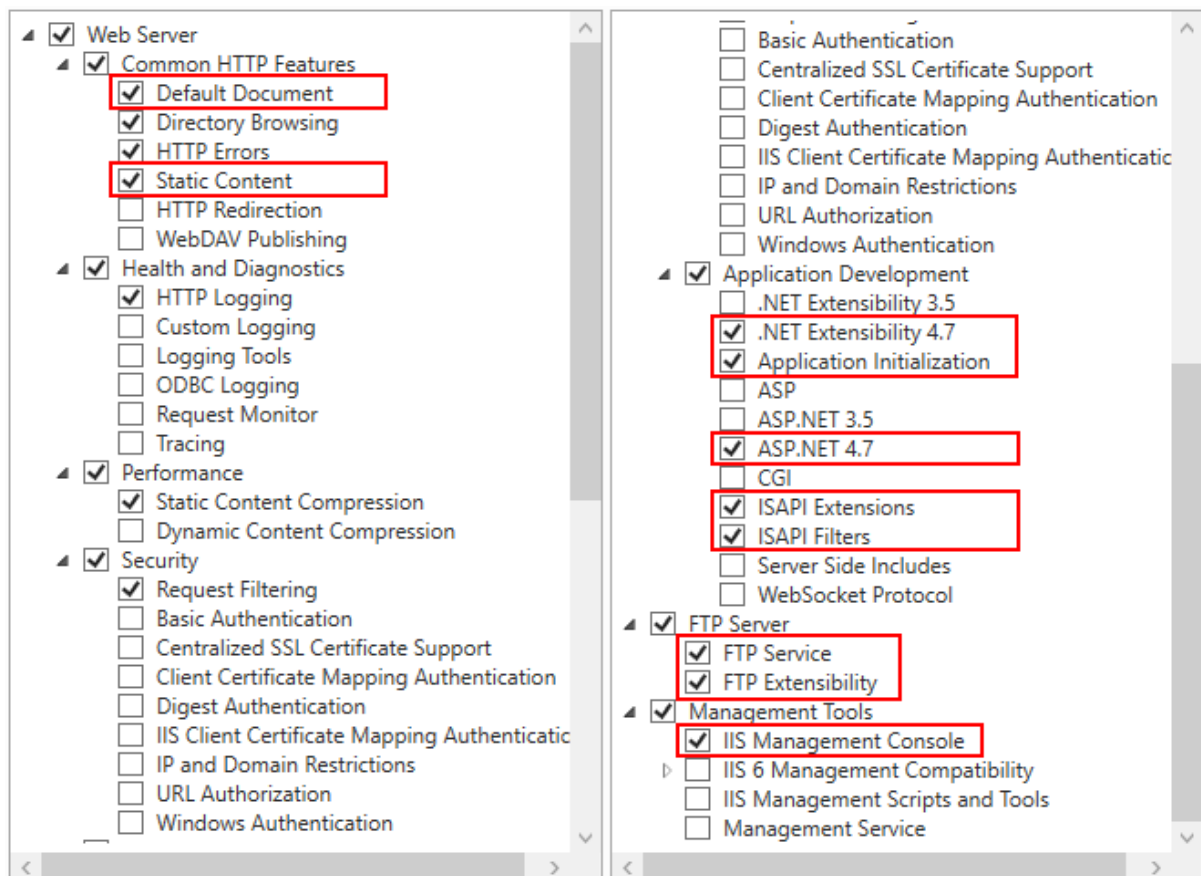 Web Server
Common HTTP Features
Default Document
Directory Browsing
HTTP Errors
Static Content
HTTP Redirection
WebDAV Publishing
Health and Diagnostics
HTTP Logging
Custom Logging
Logging Tools
ODBC Logging
Request Monitor
Tracing
Performance
Static Content Compression
Dynamic Content Compression
Security
Request Filtering
Basic Authentication
Centralized SSL Certificate Support
Client Certificate Mapping Authentication
Digest Authentication
IIS Client Certificate Mapping Authenticatic
IP and Domain Restrictions
URL Authorization
Windows Authentication
Basic Authentication
Centralized SSL Certificate Support
Client Certificate Mapping Authentication
Digest Authentication
IIS Client Certificate Mapping Authenticatic
IP and Domain Restrictions
URL Authorization
Windows Authentication
Application Development
.NET Extensibility 3.5
.NET Extensibility 4.7
Application Initialization
ASP
ASP.NET 3.5
ASP.NET 4.7
CGI
ISAPI Extensions
ISAPI Filters
Server Side Includes
WebSocket Protocol
FTP Server
FTP Service
FTP Extensibility
Management Tools
IIS Management Console
IIS 6 Management Compatibility
IIS Management Scripts and Tools
Management Service